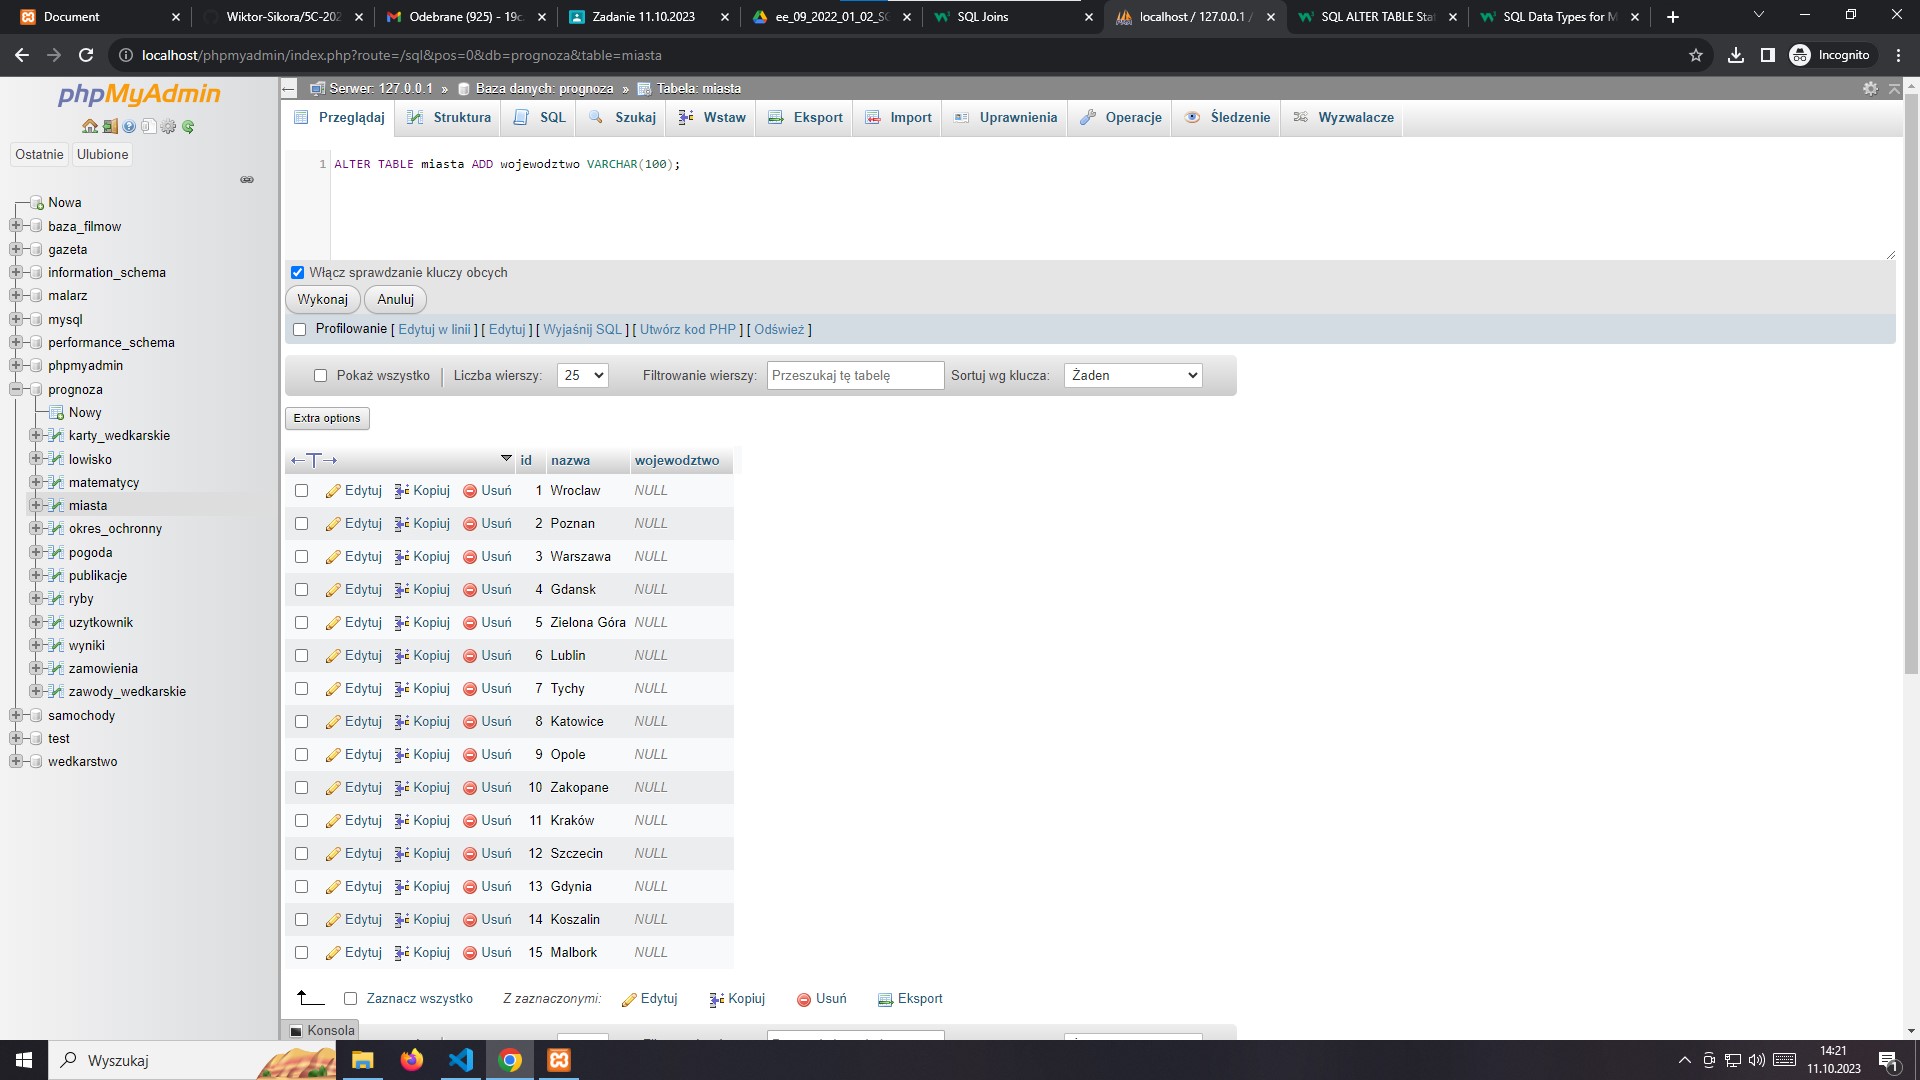 Document
Wiktor-Sikora/5C-202
Odebrane (925) - 19c
Zadanie 11.10.2023
ee_09_2022_01_02_SG
SQL Joins
localhost / 127.0.0.1 /
SQL ALTER TABLE Stat
SQL Data Types for M
localhost/phpmyadmin/index.php?route=/sql&pos=0&db=prognoza&table=miasta
Incognito
phpMyAdmin
Ostatnie Ulubione
Nowa
baza_filmow
gazeta
information_schema
malarz
mysql
performance_schema
phpmyadmin
prognoza
Nowy
karty_wedkarskie
lowisko
matematycy
miasta
okres_ochronny
pogoda
publikacje
ryby
uzytkownik
wyniki
zamowienia
zawody_wedkarskie
samochody
test
wedkarstwo
Serwer: 127.0.0.1 » Baza danych: prognoza » Tabela: miasta
Przeglądaj Struktura SQL Szukaj Wstaw Eksport Import Uprawnienia Operacje Śledzenie Wyzwalacze
1 ALTER TABLE miasta ADD wojewodztwo VARCHAR(100);
Włącz sprawdzanie kluczy obcych
Wykonaj Anuluj
Profilowanie [ Edytuj w linii ] [ Edytuj ] [ Wyjaśnij SQL ] [ Utwórz kod PHP ] [ Odśwież ]
Pokaż wszystko Liczba wierszy: 25 Filtrowanie wierszy: Przeszukaj tę tabelę Sortuj wg klucza: Żaden
Extra options
←T→ id nazwa wojewodztwo
Edytuj Kopiuj Usuń 1 Wroclaw NULL
Edytuj Kopiuj Usuń 2 Poznan NULL
Edytuj Kopiuj Usuń 3 Warszawa NULL
Edytuj Kopiuj Usuń 4 Gdansk NULL
Edytuj Kopiuj Usuń 5 Zielona Góra NULL
Edytuj Kopiuj Usuń 6 Lublin NULL
Edytuj Kopiuj Usuń 7 Tychy NULL
Edytuj Kopiuj Usuń 8 Katowice NULL
Edytuj Kopiuj Usuń 9 Opole NULL
Edytuj Kopiuj Usuń 10 Zakopane NULL
Edytuj Kopiuj Usuń 11 Kraków NULL
Edytuj Kopiuj Usuń 12 Szczecin NULL
Edytuj Kopiuj Usuń 13 Gdynia NULL
Edytuj Kopiuj Usuń 14 Koszalin NULL
Edytuj Kopiuj Usuń 15 Malbork NULL
Zaznacz wszystko Z zaznaczonymi: Edytuj Kopiuj Usuń Eksport
Konsola
Wyszukaj
14:21
11.10.2023
1